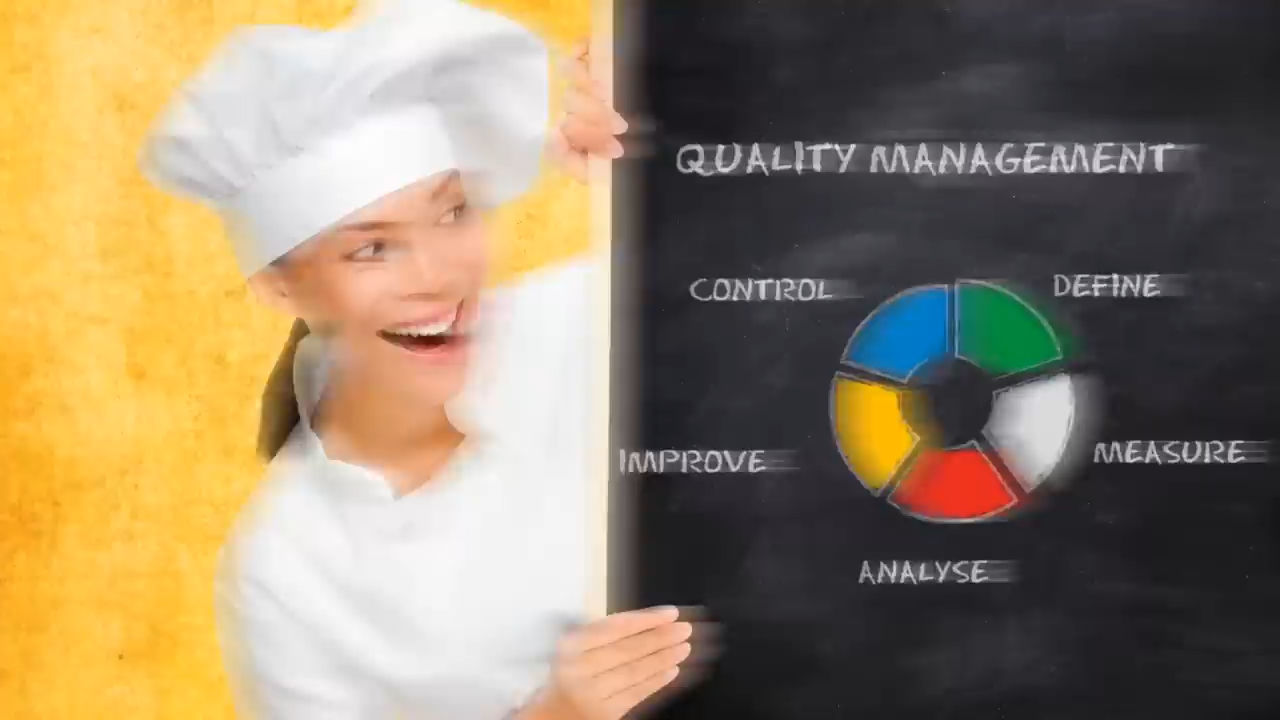 QUALITY MANAGEMENT
CONTROL
DEFINE
IMPROVE
MEASURE
ANALYSE